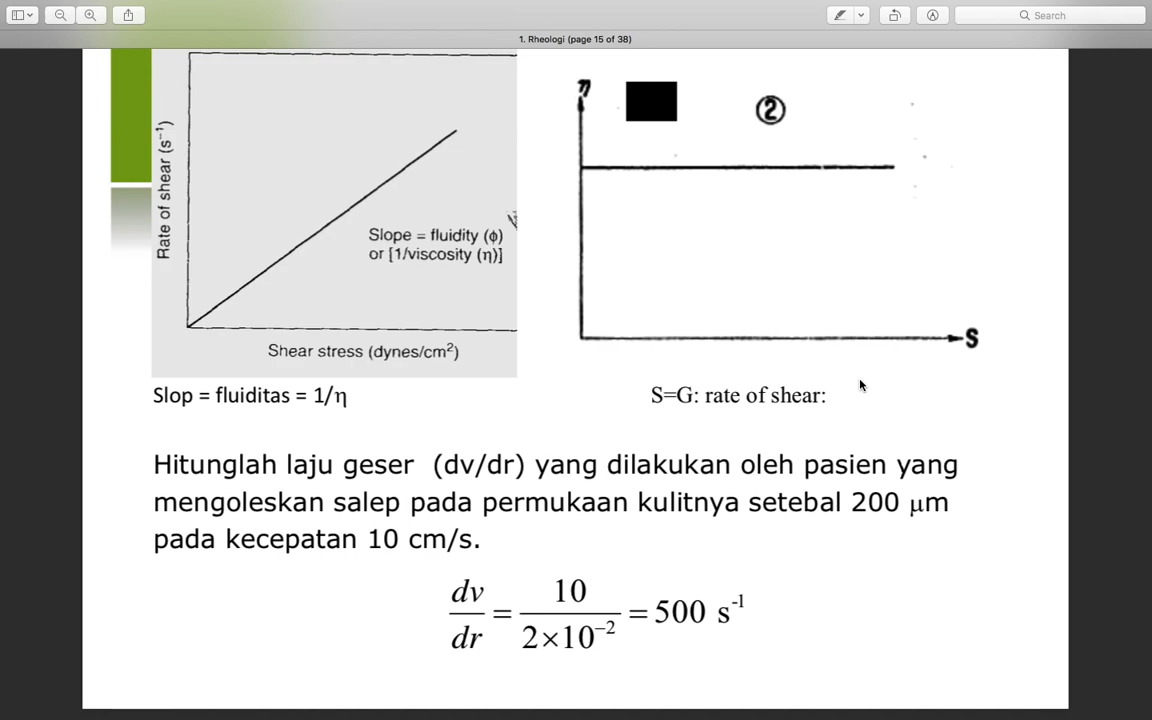 Search
1. Rheologi (page 15 of 38)
Rate of shear (s⁻¹)
Slope = fluidity (ϕ)
or [1/viscosity (η)]
Shear stress (dynes/cm²)
η
②
S
Slop = fluiditas = 1/η
S=G: rate of shear:
Hitunglah laju geser (dv/dr) yang dilakukan oleh pasien yang
mengoleskan salep pada permukaan kulitnya setebal 200 μm
pada kecepatan 10 cm/s.
dv/dr = 10/2×10⁻² = 500 s⁻¹